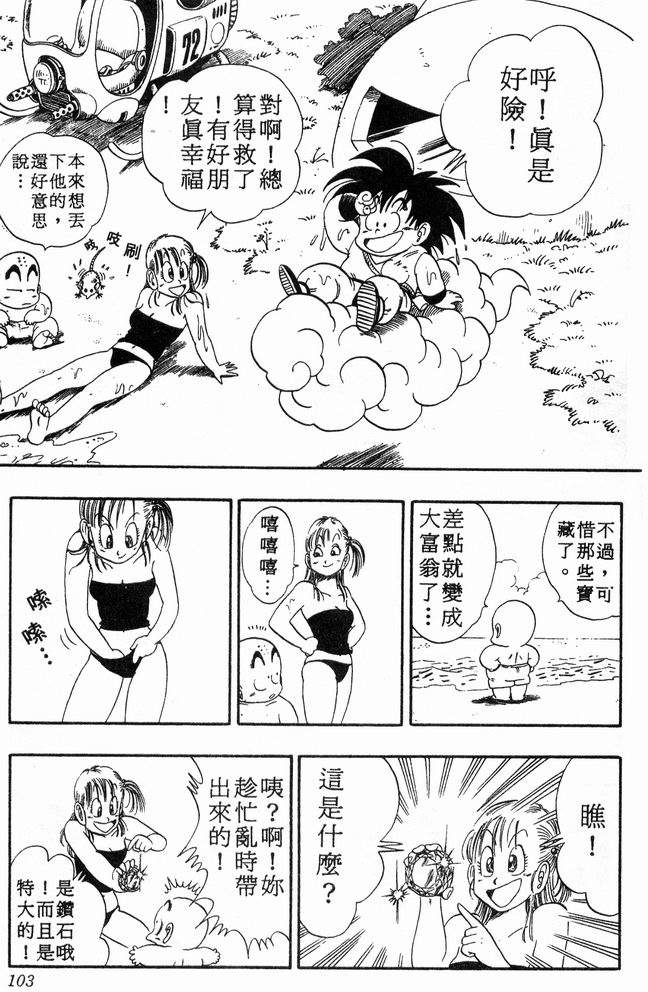 呼！眞是
好險！
對啊！總
算得救了
！有好朋
友眞幸福
！
本來想丟
下他的，
還好意思
說…
吱
吱
刷！
72
不過，可
惜那些寶
藏了。
差點就變成
大富翁了…
嘻嘻嘻…
嗦
嗦…
瞧！
這是什麼？
咦？啊！妳
趁忙亂時帶
出來的！
是鑽石哦
！而且是
特大的！
103